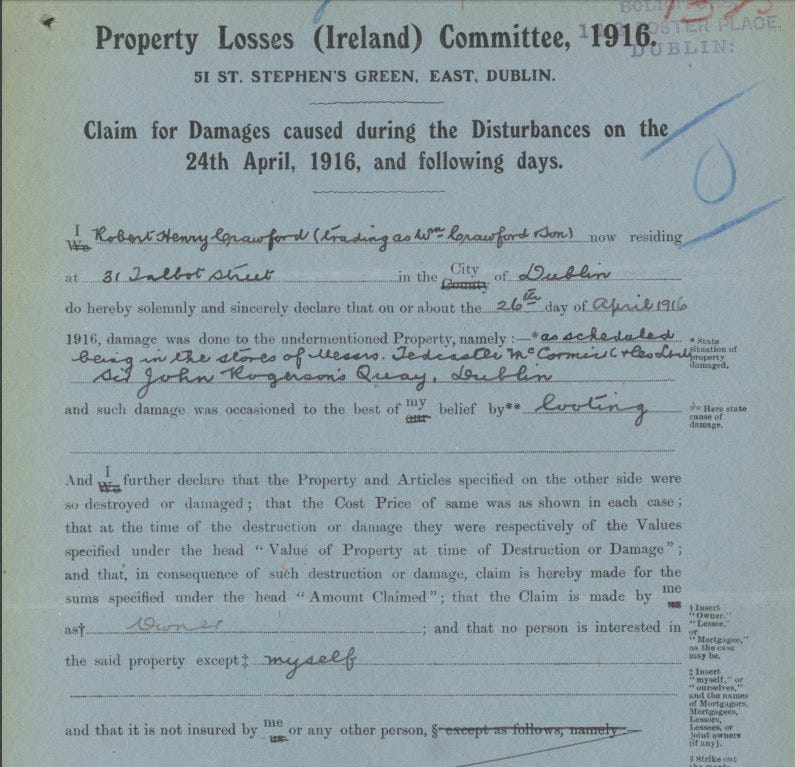 SOLICITORS,
FOSTER PLACE,
DUBLIN:
Property Losses (Ireland) Committee, 1916.
51 ST. STEPHEN'S GREEN, EAST, DUBLIN.
Claim for Damages caused during the Disturbances on the
24th April, 1916, and following days.
I
We Robert Henry Crawford (trading as Wm Crawford & Son) now residing
at 31 Talbot Street in the City County of Dublin
do hereby solemnly and sincerely declare that on or about the 26th day of April 1916
1916, damage was done to the undermentioned Property, namely:—*as scheduled
being in the stores of Messrs. Tedcastle McCormick & Co
Sir John Rogerson's Quay, Dublin
* State situation of property damaged.
and such damage was occasioned to the best of my our belief by** looting
** Here state cause of damage.
And I We further declare that the Property and Articles specified on the other side were
so destroyed or damaged; that the Cost Price of same was as shown in each case;
that at the time of the destruction or damage they were respectively of the Values
specified under the head "Value of Property at time of Destruction or Damage";
and that, in consequence of such destruction or damage, claim is hereby made for the
sums specified under the head "Amount Claimed"; that the Claim is made by me us
as† Owner ; and that no person is interested in
† Insert
"Owner,"
"Lessee,"
or
"Mortgagee,"
as the case
may be.
the said property except‡ myself
‡ Insert
"myself," or
"ourselves,"
and the names
of Mortgagors,
Mortgagees,
Lessors,
Lessees, or
joint owners
(if any).
and that it is not insured by me us or any other person, § except as follows, namely
§ Strike out
the words